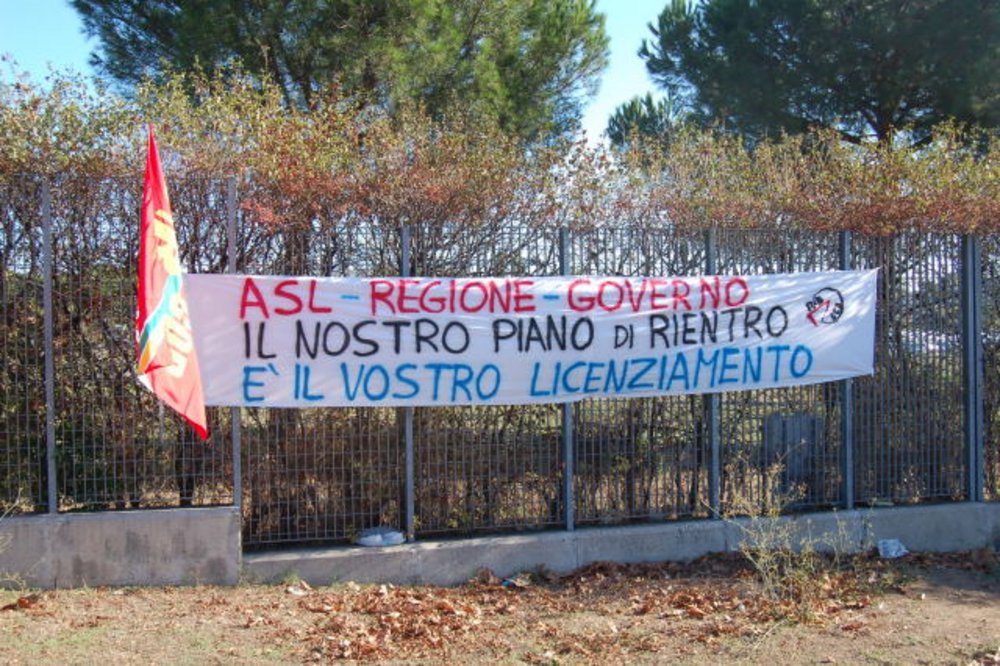 ASL - REGIONE - GOVERNO
IL NOSTRO PIANO DI RIENTRO
E' IL VOSTRO LICENZIAMENTO